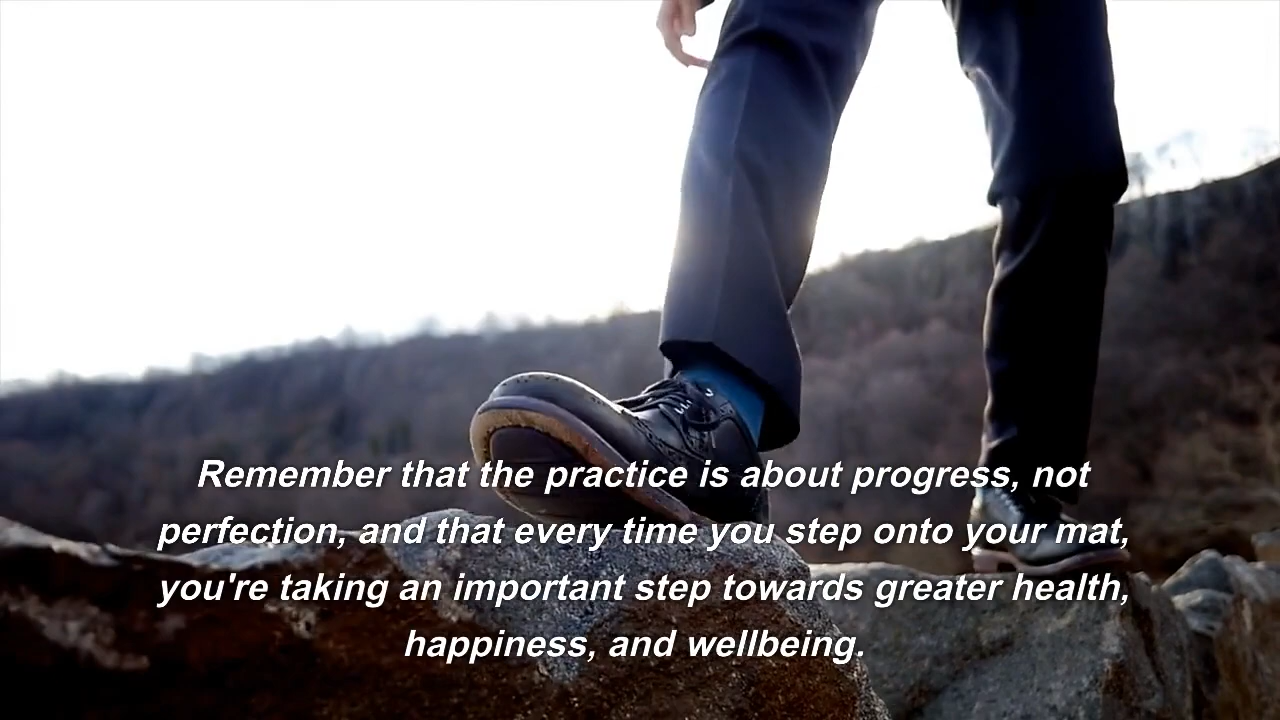 Remember that the practice is about progress, not
perfection, and that every time you step onto your mat,
you're taking an important step towards greater health,
happiness, and wellbeing.